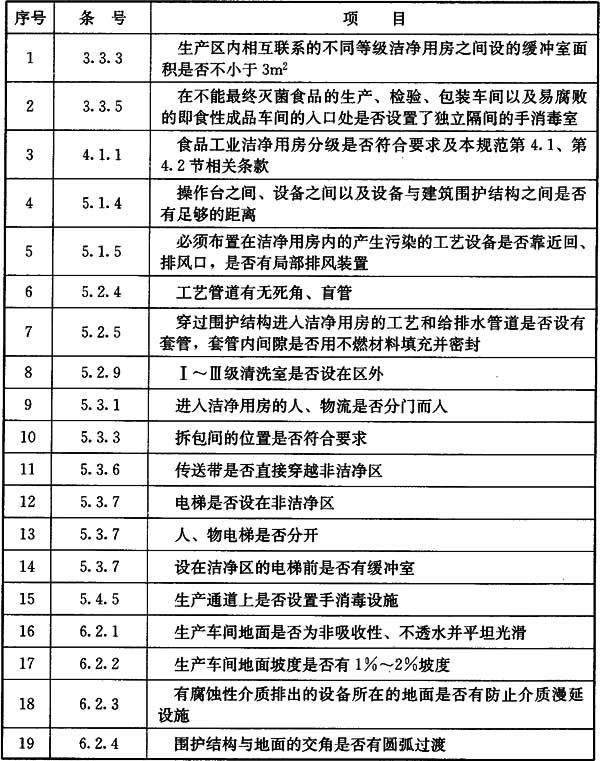 序号 条 号 项 目
1 3.3.3 生产区内相互联系的不同等级洁净用房之间设的缓冲室面
积是否不小于3m²
2 3.3.5 在不能最终灭菌食品的生产、检验、包装车间以及易腐败
的即食性成品车间的入口处是否设置了独立隔间的手消毒室
3 4.1.1 食品工业洁净用房分级是否符合要求及本规范第4.1、第
4.2节相关条款
4 5.1.4 操作台之间、设备之间以及设备与建筑围护结构之间是否
有足够的距离
5 5.1.5 必须布置在洁净用房内的产生污染的工艺设备是否靠近回、
排风口，是否有局部排风装置
6 5.2.4 工艺管道有无死角、盲管
7 5.2.5 穿过围护结构进入洁净用房的工艺和给排水管道是否设有
套管，套管内间隙是否用不燃材料填充并密封
8 5.2.9 Ⅰ～Ⅲ级清洗室是否设在区外
9 5.3.1 进入洁净用房的人、物流是否分门而入
10 5.3.3 拆包间的位置是否符合要求
11 5.3.6 传送带是否直接穿越非洁净区
12 5.3.7 电梯是否设在非洁净区
13 5.3.7 人、物电梯是否分开
14 5.3.7 设在洁净区的电梯前是否有缓冲室
15 5.4.5 生产通道上是否设置手消毒设施
16 6.2.1 生产车间地面是否为非吸收性、不透水并平坦光滑
17 6.2.2 生产车间地面坡度是否有1%～2%坡度
18 6.2.3 有腐蚀性介质排出的设备所在的地面是否有防止介质漫延
设施
19 6.2.4 围护结构与地面的交角是否有圆弧过渡